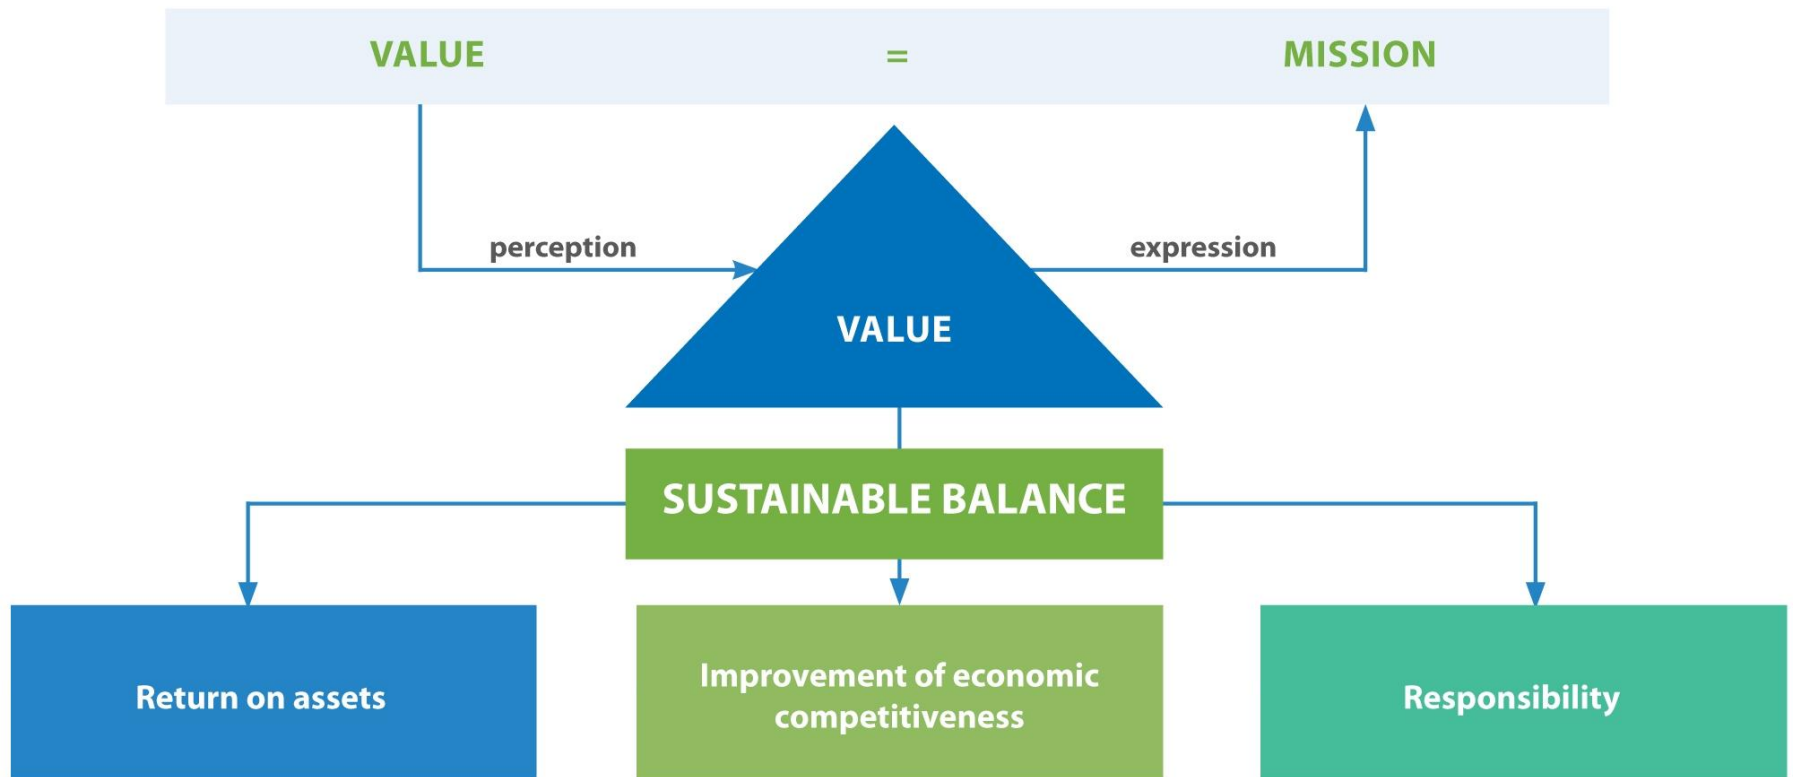 VALUE = MISSION
perception
expression
VALUE
SUSTAINABLE BALANCE
Return on assets
Improvement of economic
competitiveness
Responsibility